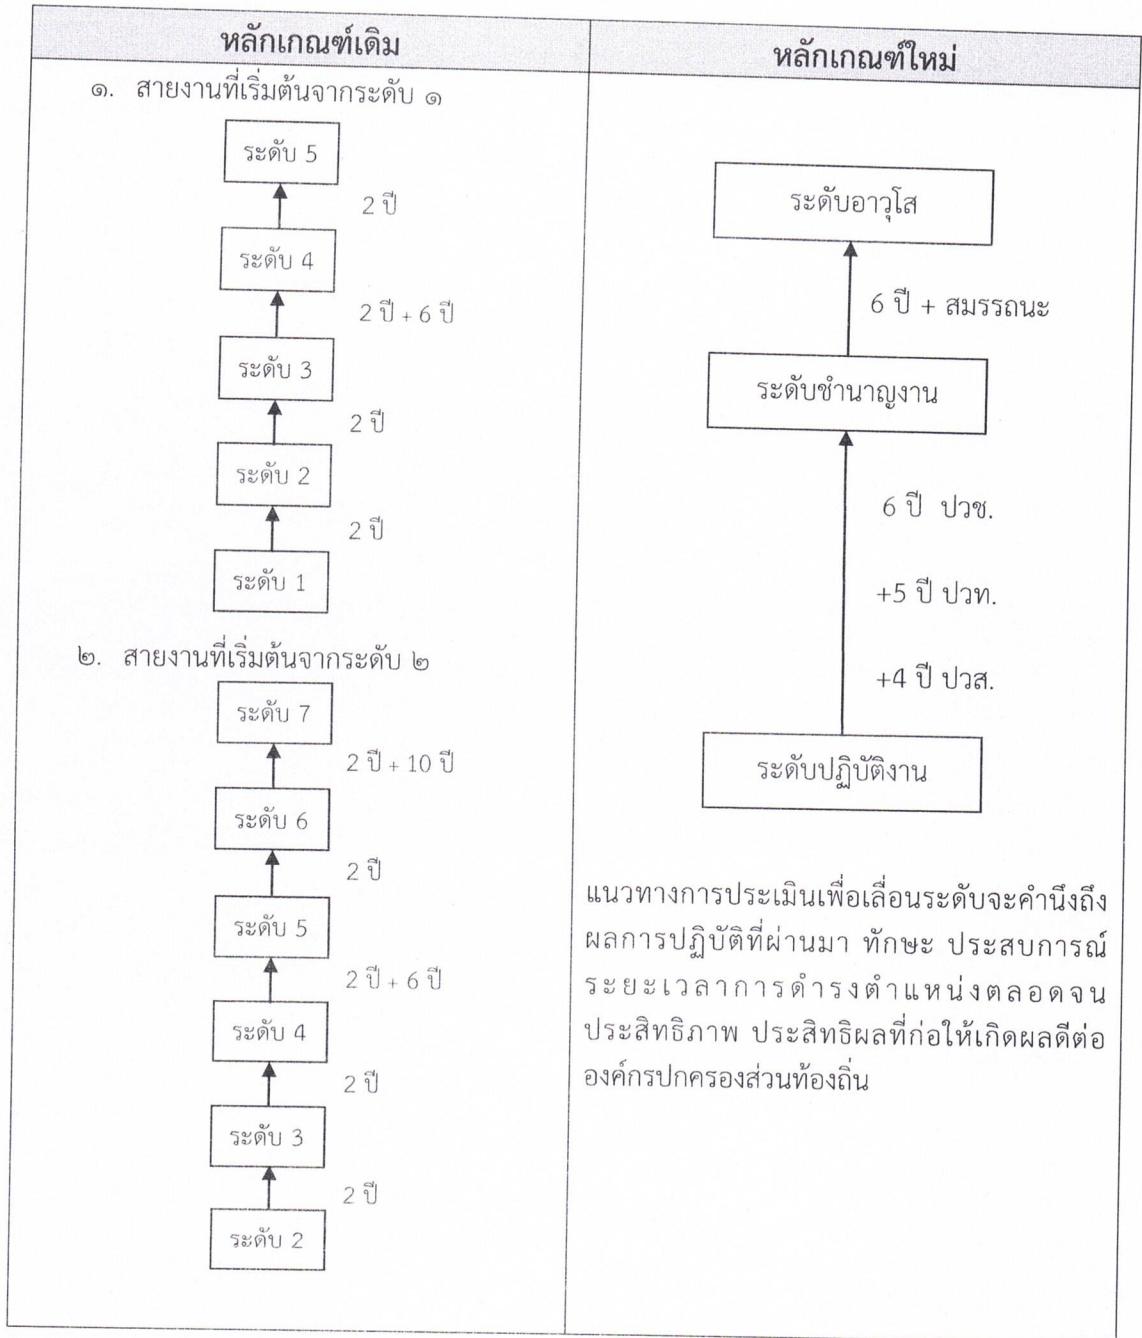 หลักเกณฑ์เดิม
๑. สายงานที่เริ่มต้นจากระดับ ๑
ระดับ 5
2 ปี
ระดับ 4
2 ปี + 6 ปี
ระดับ 3
2 ปี
ระดับ 2
2 ปี
ระดับ 1
๒. สายงานที่เริ่มต้นจากระดับ ๒
ระดับ 7
2 ปี + 10 ปี
ระดับ 6
2 ปี
ระดับ 5
2 ปี + 6 ปี
ระดับ 4
2 ปี
ระดับ 3
2 ปี
ระดับ 2
หลักเกณฑ์ใหม่
ระดับอาวุโส
6 ปี + สมรรถนะ
ระดับชำนาญงาน
6 ปี ปวช.
+5 ปี ปวท.
+4 ปี ปวส.
ระดับปฏิบัติงาน
แนวทางการประเมินเพื่อเลื่อนระดับจะคำนึงถึง
ผลการปฏิบัติที่ผ่านมา ทักษะ ประสบการณ์
ระยะเวลาการดำรงตำแหน่งตลอดจน
ประสิทธิภาพ ประสิทธิผลที่ก่อให้เกิดผลดีต่อ
องค์กรปกครองส่วนท้องถิ่น